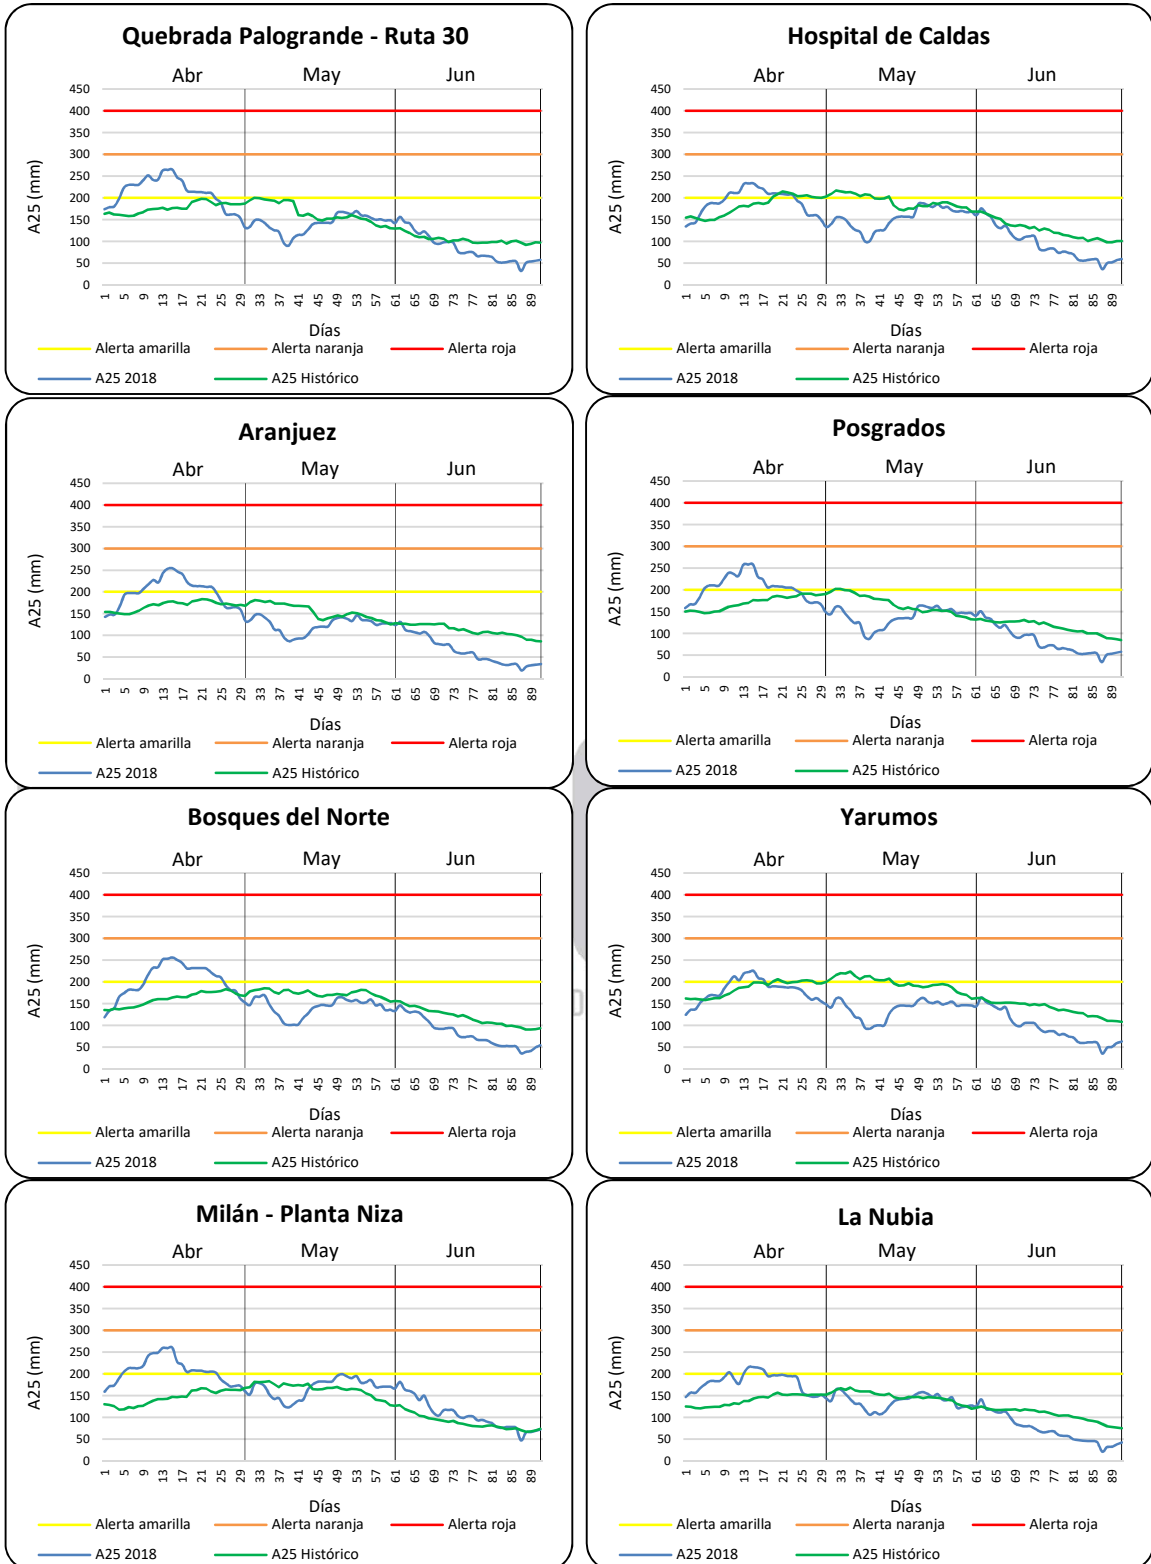 Quebrada Palogrande - Ruta 30
Abr May Jun
450
400
350
300
250
200
150
100
50
0
A25 (mm)
1 5 9 13 17 21 25 29 33 37 41 45 49 53 57 61 65 69 73 77 81 85 89
Días
Alerta amarilla Alerta naranja Alerta roja
A25 2018 A25 Histórico
Hospital de Caldas
Abr May Jun
450
400
350
300
250
200
150
100
50
0
A25 (mm)
1 5 9 13 17 21 25 29 33 37 41 45 49 53 57 61 65 69 73 77 81 85 89
Días
Alerta amarilla Alerta naranja Alerta roja
A25 2018 A25 Histórico
Aranjuez
Abr May Jun
450
400
350
300
250
200
150
100
50
0
A25 (mm)
1 5 9 13 17 21 25 29 33 37 41 45 49 53 57 61 65 69 73 77 81 85 89
Días
Alerta amarilla Alerta naranja Alerta roja
A25 2018 A25 Histórico
Posgrados
Abr May Jun
450
400
350
300
250
200
150
100
50
0
A25 (mm)
1 5 9 13 17 21 25 29 33 37 41 45 49 53 57 61 65 69 73 77 81 85 89
Días
Alerta amarilla Alerta naranja Alerta roja
A25 2018 A25 Histórico
Bosques del Norte
Abr May Jun
450
400
350
300
250
200
150
100
50
0
A25 (mm)
1 5 9 13 17 21 25 29 33 37 41 45 49 53 57 61 65 69 73 77 81 85 89
Días
Alerta amarilla Alerta naranja Alerta roja
A25 2018 A25 Histórico
Yarumos
Abr May Jun
450
400
350
300
250
200
150
100
50
0
A25 (mm)
1 5 9 13 17 21 25 29 33 37 41 45 49 53 57 61 65 69 73 77 81 85 89
Días
Alerta amarilla Alerta naranja Alerta roja
A25 2018 A25 Histórico
Milán - Planta Niza
Abr May Jun
450
400
350
300
250
200
150
100
50
0
A25 (mm)
1 5 9 13 17 21 25 29 33 37 41 45 49 53 57 61 65 69 73 77 81 85 89
Días
Alerta amarilla Alerta naranja Alerta roja
A25 2018 A25 Histórico
La Nubia
Abr May Jun
450
400
350
300
250
200
150
100
50
0
A25 (mm)
1 5 9 13 17 21 25 29 33 37 41 45 49 53 57 61 65 69 73 77 81 85 89
Días
Alerta amarilla Alerta naranja Alerta roja
A25 2018 A25 Histórico